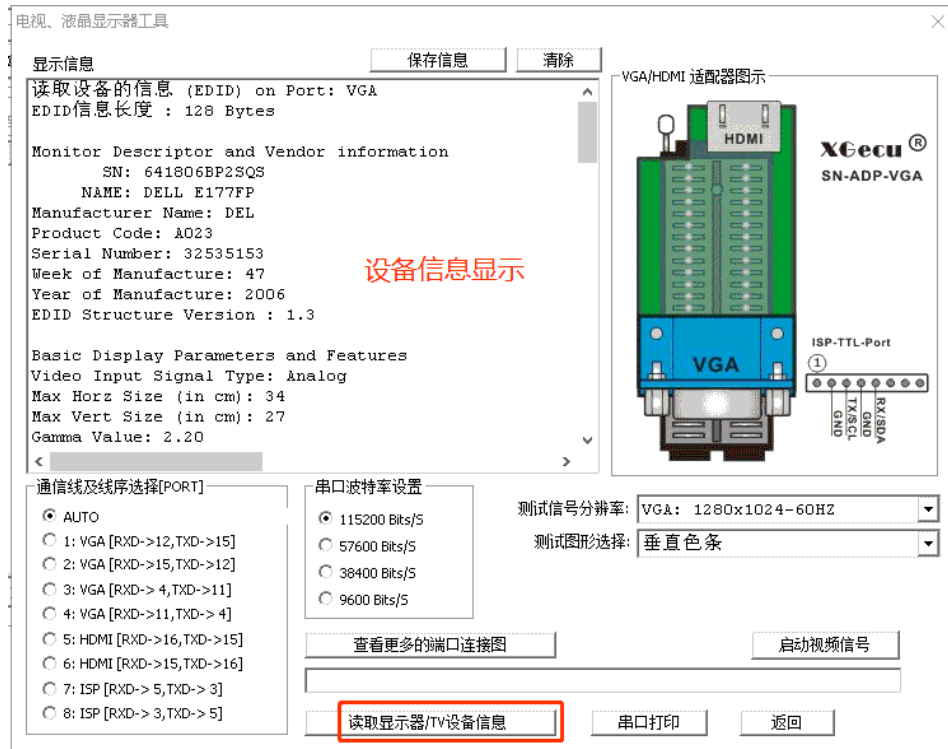 电视、液晶显示器工具
显示信息
保存信息
清除
读取设备的信息 (EDID) on Port: VGA
EDID信息长度 : 128 Bytes
Monitor Descriptor and Vendor information
SN: 641806BP2SQS
NAME: DELL E177FP
Manufacturer Name: DEL
Product Code: A023
Serial Number: 32535153
Week of Manufacture: 47
Year of Manufacture: 2006
EDID Structure Version : 1.3
Basic Display Parameters and Features
Video Input Signal Type: Analog
Max Horz Size (in cm): 34
Max Vert Size (in cm): 27
Gamma Value: 2.20
设备信息显示
VGA/HDMI 适配器图示
HDMI
XGecu ®
SN-ADP-VGA
VGA
ISP-TTL-Port
1
GND
TX/SCL
GND
RX/SDA
通信线及线序选择[PORT]
AUTO
1: VGA [RXD->12,TXD->15]
2: VGA [RXD->15,TXD->12]
3: VGA [RXD-> 4,TXD->11]
4: VGA [RXD->11,TXD-> 4]
5: HDMI [RXD->16,TXD->15]
6: HDMI [RXD->15,TXD->16]
7: ISP [RXD-> 5,TXD-> 3]
8: ISP [RXD-> 3,TXD-> 5]
串口波特率设置
115200 Bits/S
57600 Bits/S
38400 Bits/S
9600 Bits/S
测试信号分辨率: VGA: 1280x1024-60HZ
测试图形选择: 垂直色条
查看更多的端口连接图
启动视频信号
读取显示器/TV设备信息
串口打印
返回